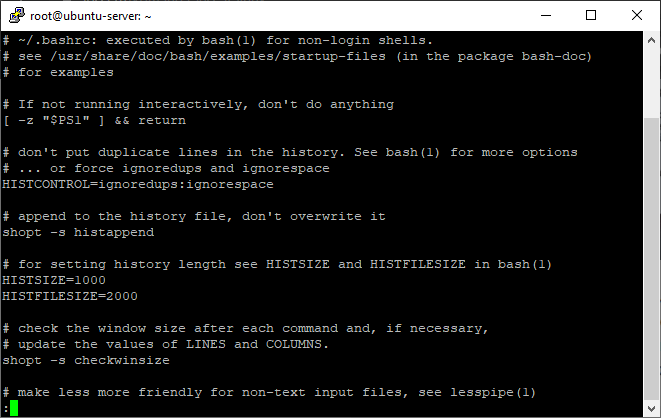 root@ubuntu-server: ~
# ~/.bashrc: executed by bash(1) for non-login shells.
# see /usr/share/doc/bash/examples/startup-files (in the package bash-doc)
# for examples
# If not running interactively, don't do anything
[ -z "$PS1" ] && return
# don't put duplicate lines in the history. See bash(1) for more options
# ... or force ignoredups and ignorespace
HISTCONTROL=ignoredups:ignorespace
# append to the history file, don't overwrite it
shopt -s histappend
# for setting history length see HISTSIZE and HISTFILESIZE in bash(1)
HISTSIZE=1000
HISTFILESIZE=2000
# check the window size after each command and, if necessary,
# update the values of LINES and COLUMNS.
shopt -s checkwinsize
# make less more friendly for non-text input files, see lesspipe(1)
: